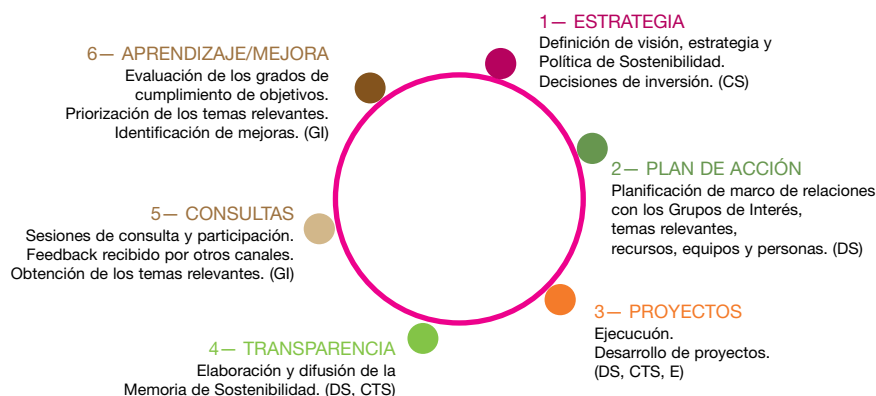 1— ESTRATEGIA
Definición de visión, estrategia y
Política de Sostenibilidad.
Decisiones de inversión. (CS)
2— PLAN DE ACCIÓN
Planificación de marco de relaciones
con los Grupos de Interés,
temas relevantes,
recursos, equipos y personas. (DS)
3— PROYECTOS
Ejecucuón.
Desarrollo de proyectos.
(DS, CTS, E)
4— TRANSPARENCIA
Elaboración y difusión de la
Memoria de Sostenibilidad. (DS, CTS)
5— CONSULTAS
Sesiones de consulta y participación.
Feedback recibido por otros canales.
Obtención de los temas relevantes. (GI)
6— APRENDIZAJE/MEJORA
Evaluación de los grados de
cumplimiento de objetivos.
Priorización de los temas relevantes.
Identificación de mejoras. (GI)